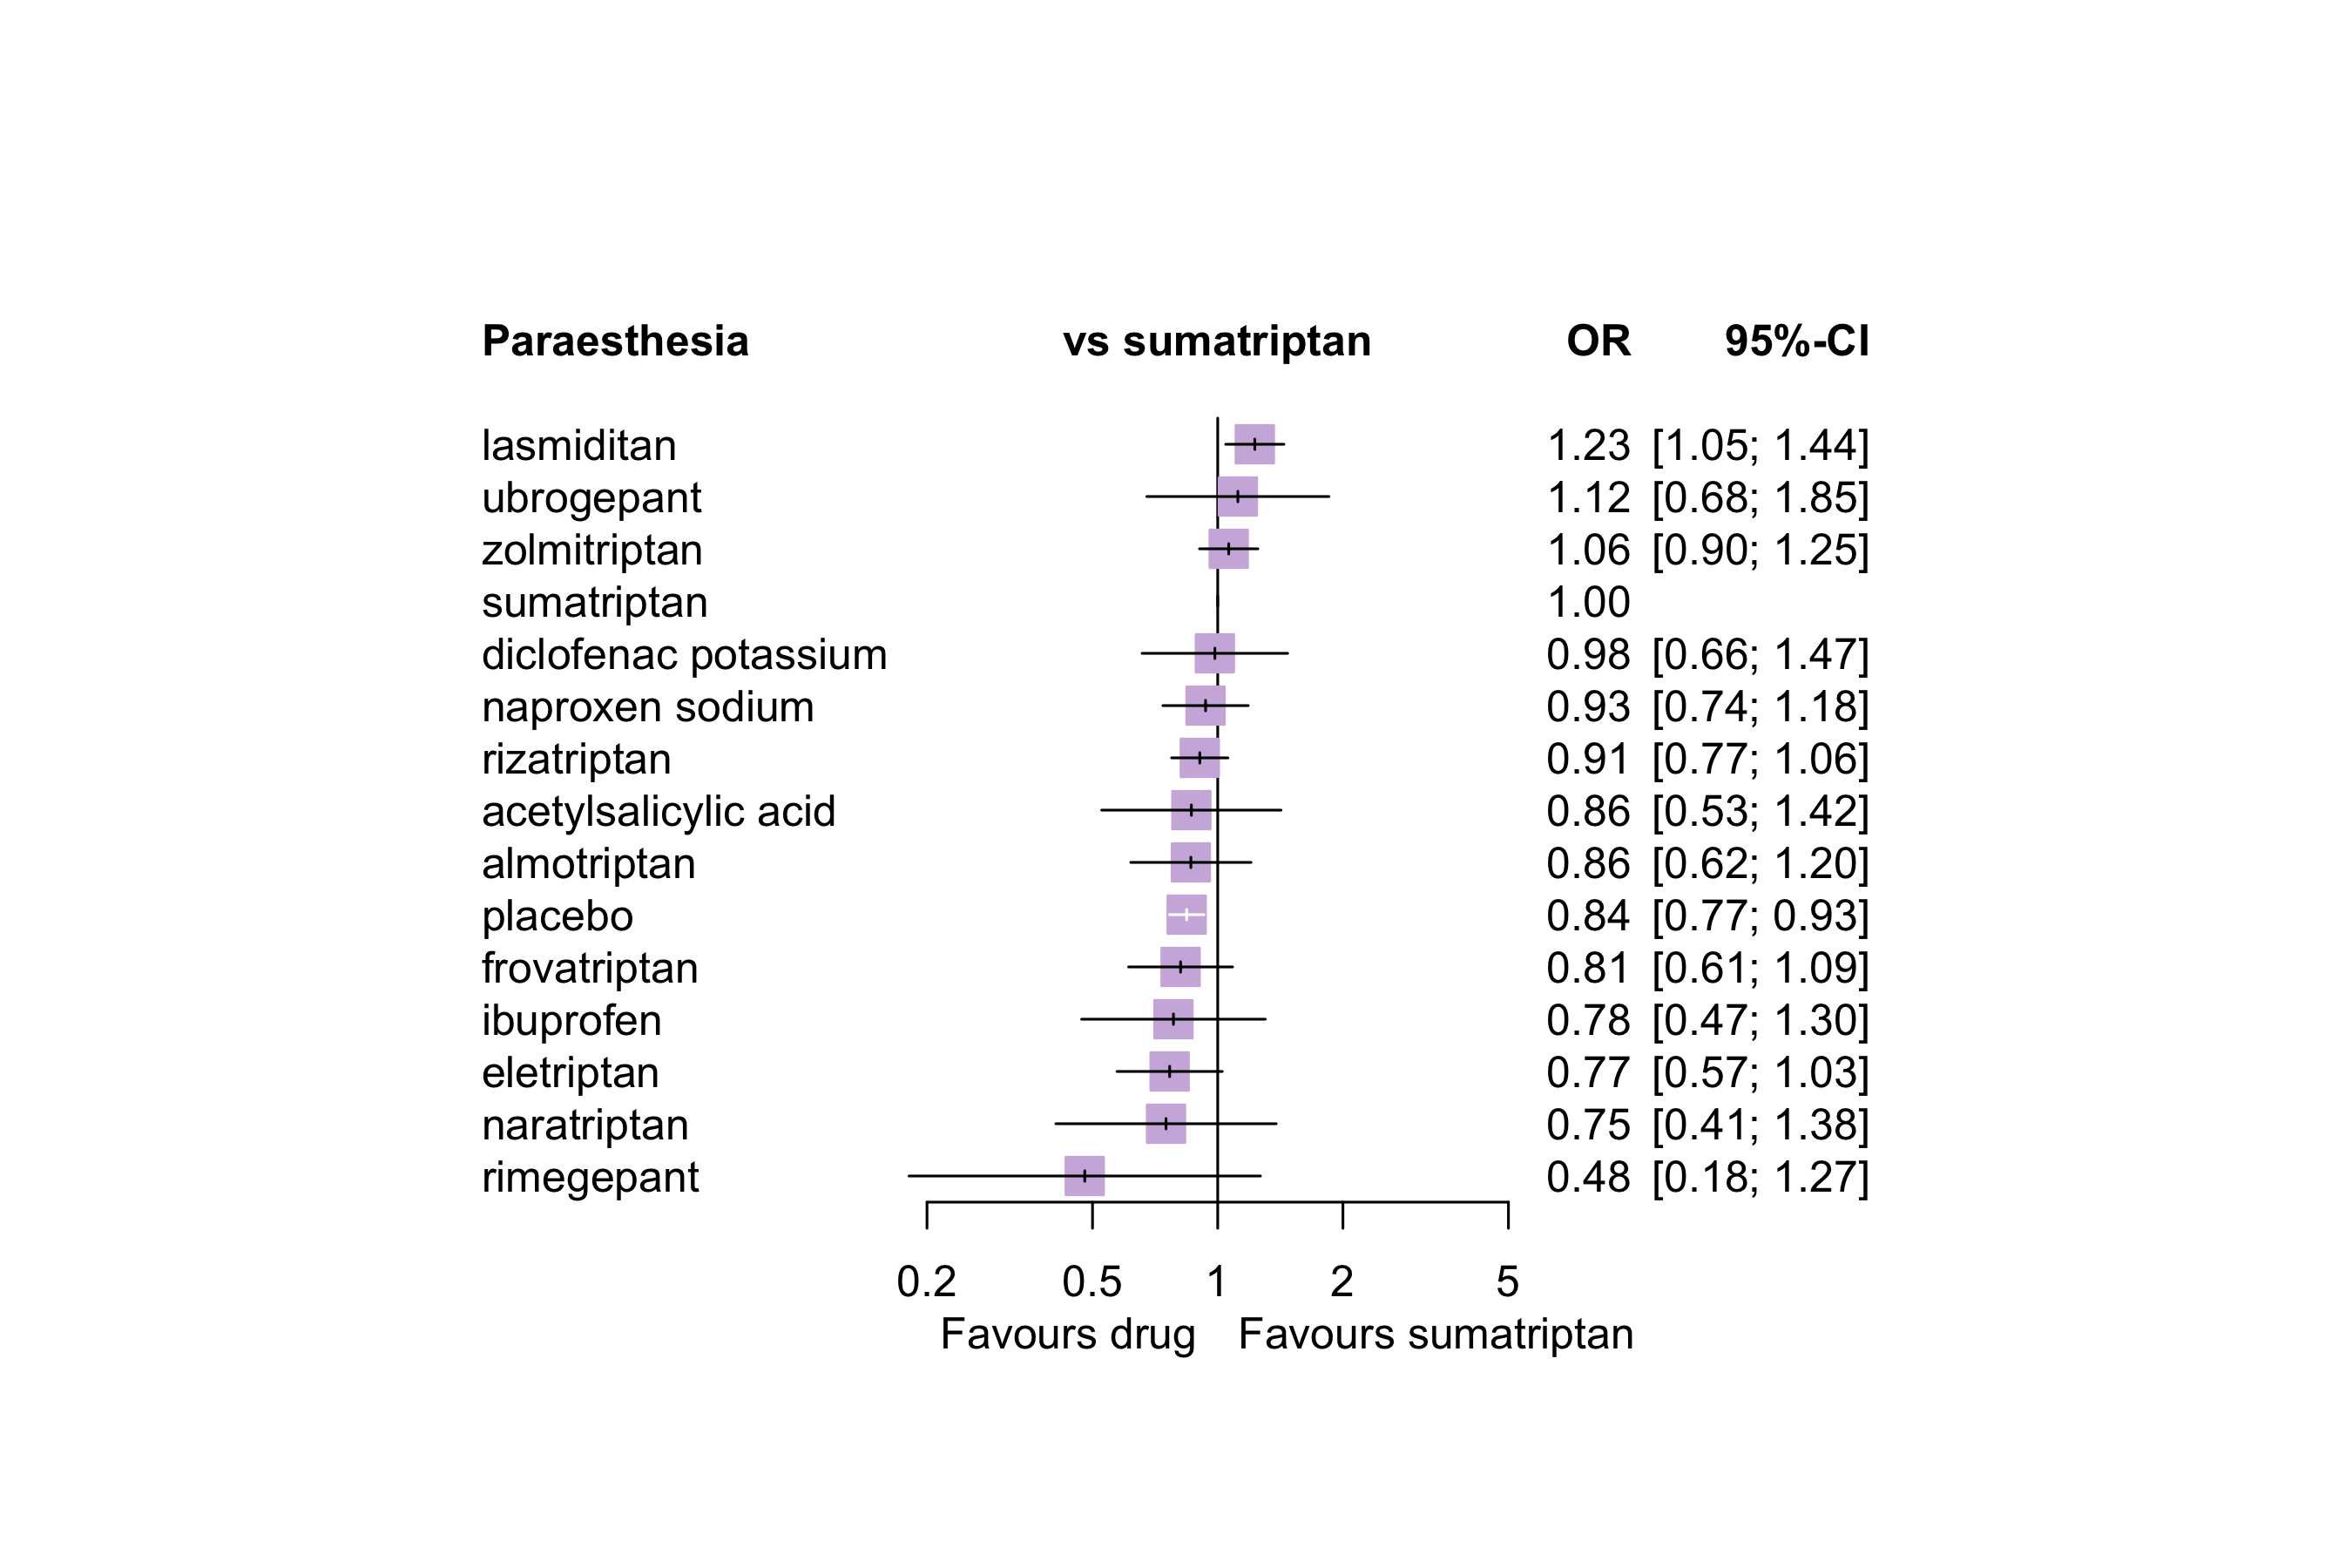 Paraesthesia vs sumatriptan OR 95%-CI
lasmiditan 1.23 [1.05; 1.44]
ubrogepant 1.12 [0.68; 1.85]
zolmitriptan 1.06 [0.90; 1.25]
sumatriptan 1.00
diclofenac potassium 0.98 [0.66; 1.47]
naproxen sodium 0.93 [0.74; 1.18]
rizatriptan 0.91 [0.77; 1.06]
acetylsalicylic acid 0.86 [0.53; 1.42]
almotriptan 0.86 [0.62; 1.20]
placebo 0.84 [0.77; 0.93]
frovatriptan 0.81 [0.61; 1.09]
ibuprofen 0.78 [0.47; 1.30]
eletriptan 0.77 [0.57; 1.03]
naratriptan 0.75 [0.41; 1.38]
rimegepant 0.48 [0.18; 1.27]
0.2 0.5 1 2 5
Favours drug Favours sumatriptan